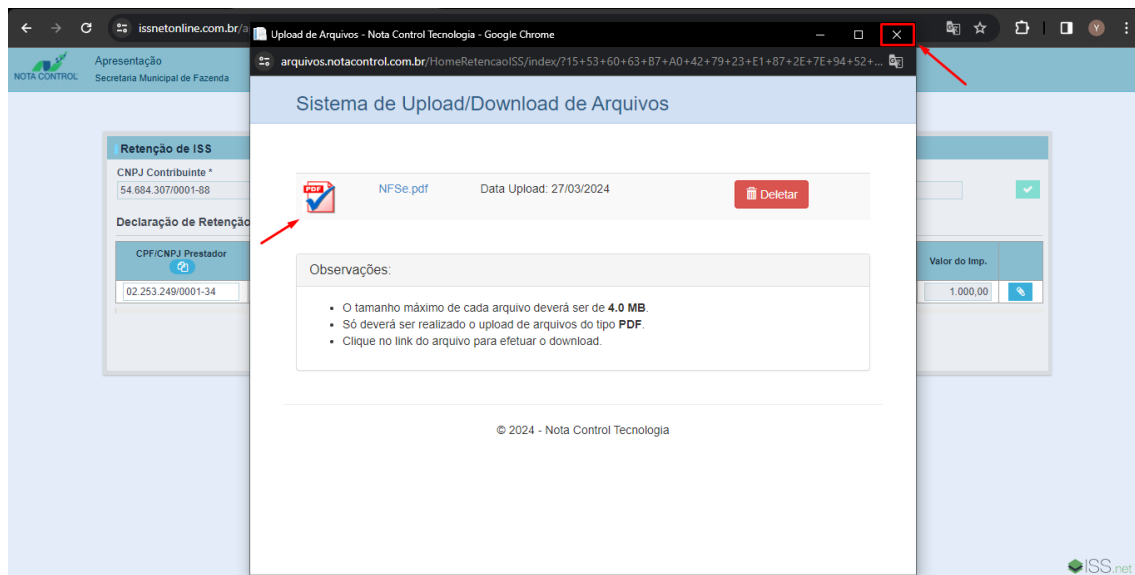 issnetonline.com.br/a
Upload de Arquivos - Nota Control Tecnologia - Google Chrome
arquivos.notacontrol.com.br/HomeRetencaoISS/index/?15+53+60+63+B7+A0+42+79+23+E1+87+2E+7E+94+52+...
Y
NOTA CONTROL
Apresentação
Secretaria Municipal de Fazenda
Sistema de Upload/Download de Arquivos
Retenção de ISS
CNPJ Contribuinte *
54.684.307/0001-88
Declaração de Retenção
CPF/CNPJ Prestador
Valor do Imp.
02.253.249/0001-34
1.000,00
PDF
NFSe.pdf
Data Upload: 27/03/2024
Deletar
Observações:
• O tamanho máximo de cada arquivo deverá ser de 4.0 MB.
• Só deverá ser realizado o upload de arquivos do tipo PDF.
• Clique no link do arquivo para efetuar o download.
© 2024 - Nota Control Tecnologia
ISS.net